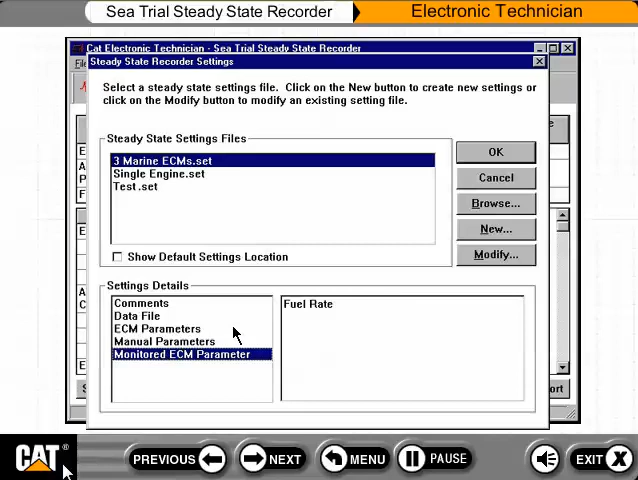 Sea Trial Steady State Recorder
Electronic Technician
Cat Electronic Technician - Sea Trial Steady State Recorder
Steady State Recorder Settings
Select a steady state settings file. Click on the New button to create new settings or
click on the Modify button to modify an existing setting file.
Steady State Settings Files
3 Marine ECMs.set
Single Engine.set
Test .set
OK
Cancel
Browse...
New...
Modify...
Show Default Settings Location
Settings Details
Comments
Data File
ECM Parameters
Manual Parameters
Monitored ECM Parameter
Fuel Rate
CAT®
PREVIOUS
NEXT
MENU
PAUSE
EXIT